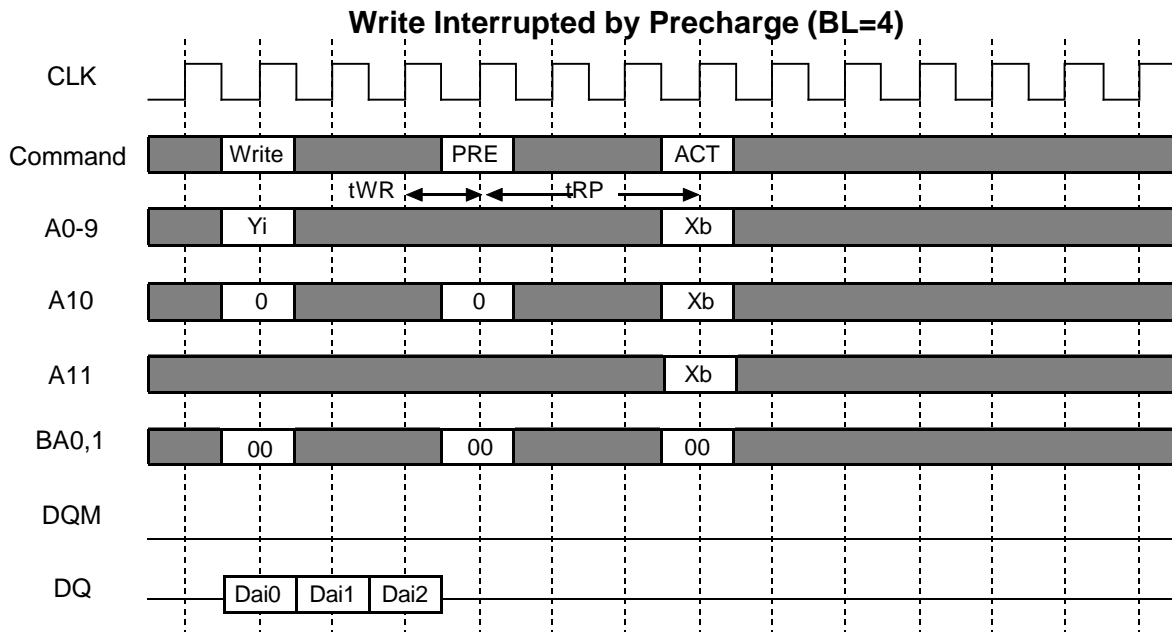 Write Interrupted by Precharge (BL=4)
CLK
Command Write PRE ACT
tWR tRP
A0-9 Yi Xb
A10 0 0 Xb
A11 Xb
BA0,1 00 00 00
DQM
DQ Dai0 Dai1 Dai2